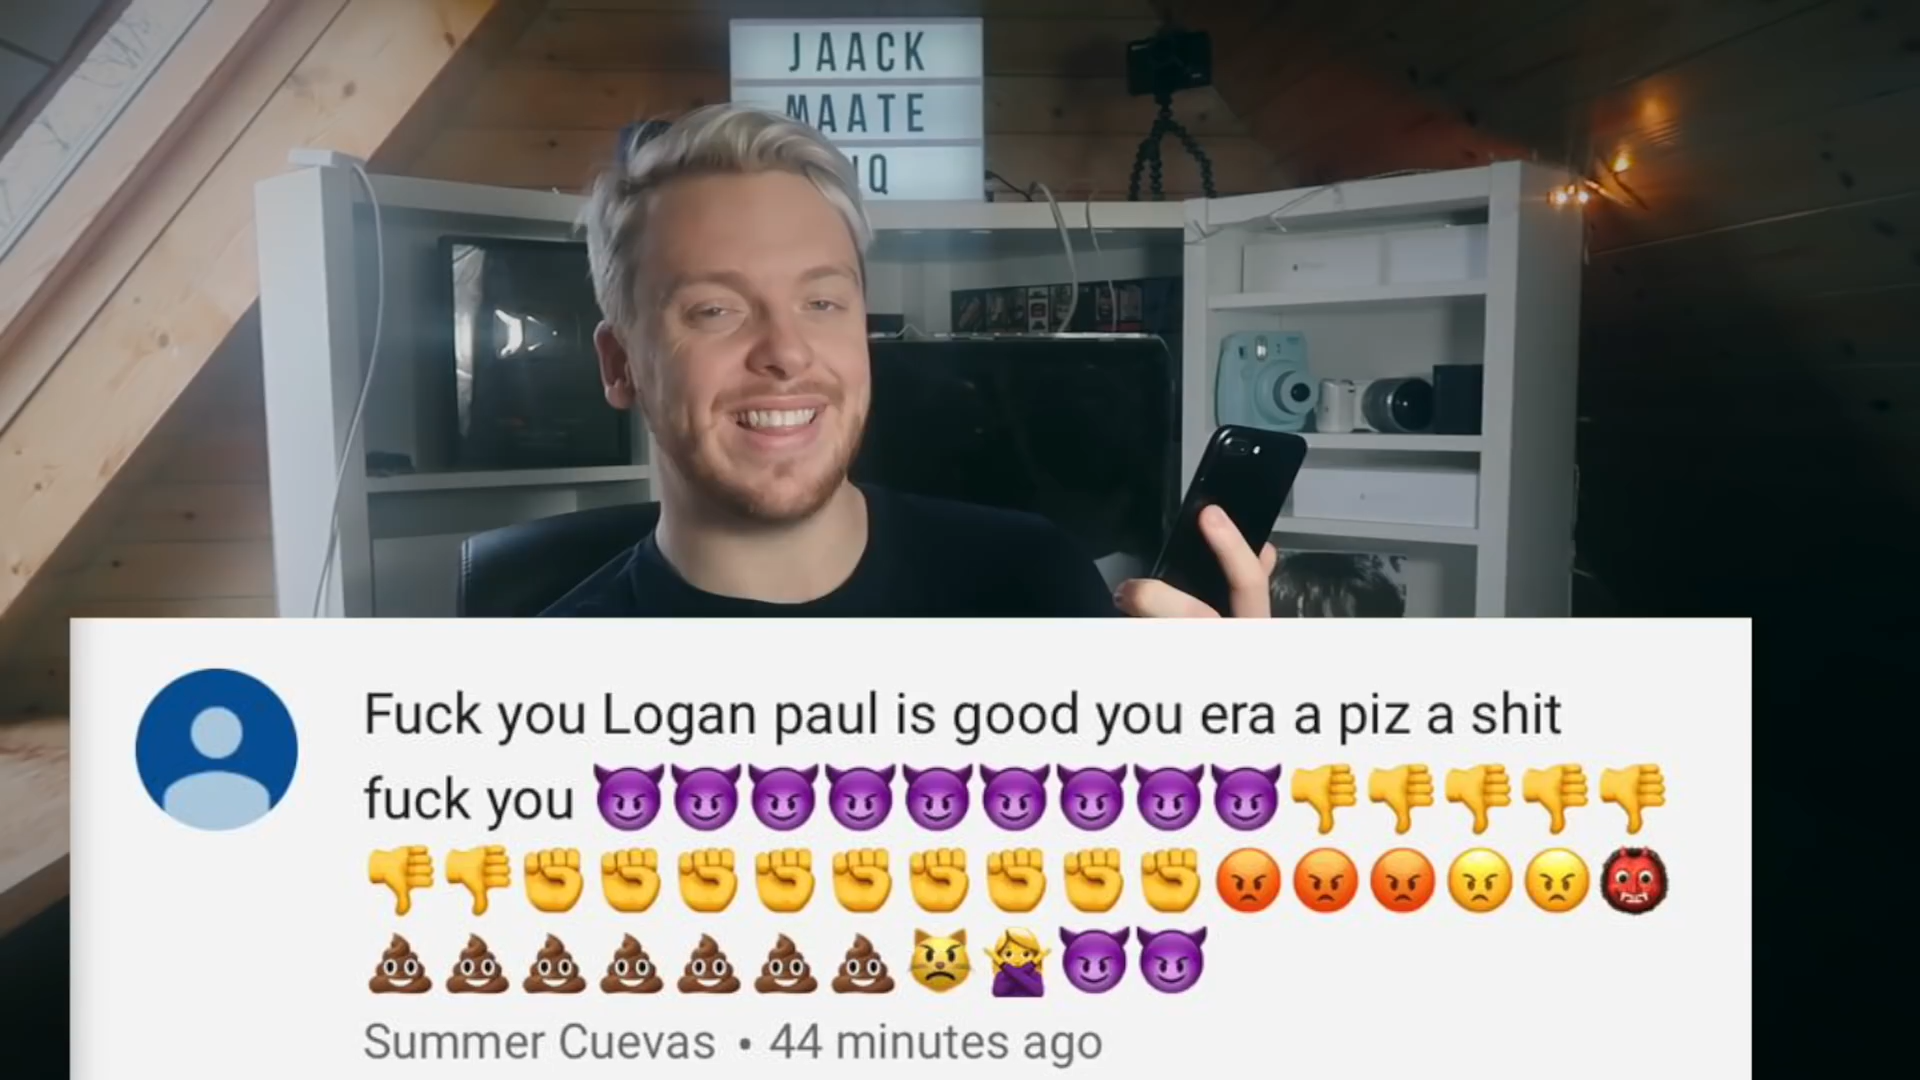 JAACK
MAATE
IQ
Fuck you Logan paul is good you era a piz a shit
fuck you 😈😈😈😈😈😈😈😈😈👎👎👎👎👎
👎👎✊✊✊✊✊✊✊✊✊😡😡😡😠😠👹
💩💩💩💩💩💩💩😾🙅😈😈
Summer Cuevas • 44 minutes ago